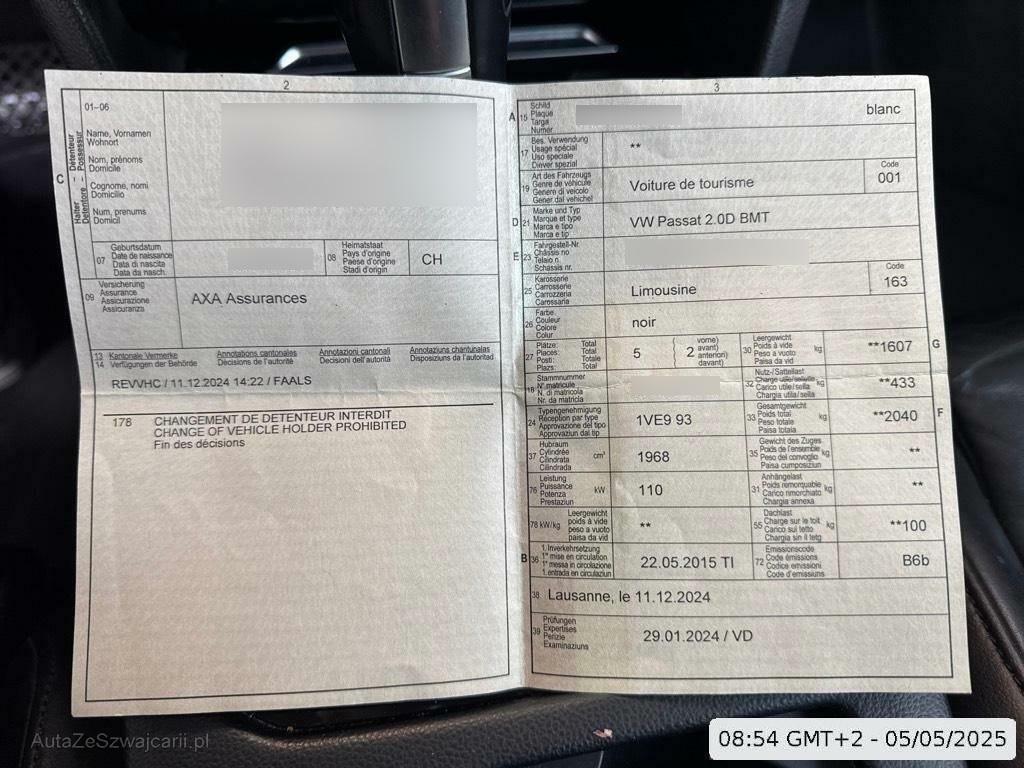 2
01–06
Halter Détenteur
Detentore – Possessur
C
Name, Vornamen
Wohnort
Nom, prénoms
Domicile
Cognome, nomi
Domicilio
Num, prenums
Domicil
07
Geburtsdatum
Date de naissance
Data di nascita
Data da nasch.
08
Heimatstaat
Pays d'origine
Paese d'origine
Stadi d'origin
CH
09
Versicherung
Assurance
Assicurazione
Assicuranza
AXA Assurances
13 Kantonale Vermerke Annotations cantonales Annotazioni cantonali Annotaziuns chantunalas
14 Verfügungen der Behörde Décisions de l'autorité Decisioni dell'autorità Disposiziuns da l'autoritad
REVVHC / 11.12.2024 14:22 / FAALS
178 CHANGEMENT DE DETENTEUR INTERDIT
CHANGE OF VEHICLE HOLDER PROHIBITED
Fin des décisions
3
A 15
Schild
Plaque
Targa
Numer
blanc
17
Bes. Verwendung
Usage spécial
Uso speciale
Diever spezial
**
19
Art des Fahrzeugs
Genre de véhicule
Genere di veicolo
Gener dal vehichel
Voiture de tourisme
Code
001
D 21
Marke und Typ
Marque et type
Marca e tipo
Marca e tip
VW Passat 2.0D BMT
E 23
Fahrgestell-Nr.
Châssis no
Telaio n.
Schassis nr.
25
Karosserie
Carrosserie
Carrozzeria
Carossaria
Limousine
Code
163
26
Farbe
Couleur
Colore
Colur
noir
27
Plätze: Total
Places: Total
Posti: Totale
Plazs: Total
5
2
vorne)
avant)
anteriori)
davant)
30
Leergewicht
Poids à vide
Peso a vuoto
Paisa da vid
kg
**1607
G
18
Stammnummer
N° matricule
N. di matricola
Nr. da matricla
32
Nutz-/Sattellast
Charge utile/sellette
Carico utile/sella
Chargia utila/sella
kg
**433
24
Typengenehmigung
Réception par type
Approvazione del tipo
Approvaziun dal tip
1VE9 93
33
Gesamtgewicht
Poids total
Peso totale
Paisa totala
kg
**2040
F
37
Hubraum
Cylindrée
Cilindrata
Cilindrada
cm³
1968
35
Gewicht des Zuges
Poids de l'ensemble
Peso del convoglio
Paisa cumposiziun
kg
**
76
Leistung
Puissance
Potenza
Prestaziun
kW
110
31
Anhängelast
Poids remorquable
Carico rimorchiato
Chargia annexa
kg
**
78 kW/kg
Leergewicht
poids à vide
peso a vuoto
paisa da vid
**
55
Dachlast
Charge sur le toit
Carico sul tetto
Chargia sin il tetg
kg
**100
B 36
1. Inverkehrsetzung
1re mise en circulation
1a messa in circolazione
1. entrada en circulaziun
22.05.2015 TI
72
Emissionscode
Code émissions
Codice emissioni
Code d'emissiuns
B6b
38 Lausanne, le 11.12.2024
39
Prüfungen
Expertises
Perizie
Examinaziuns
29.01.2024 / VD
AutaZeSzwajcarii.pl
08:54 GMT+2 - 05/05/2025